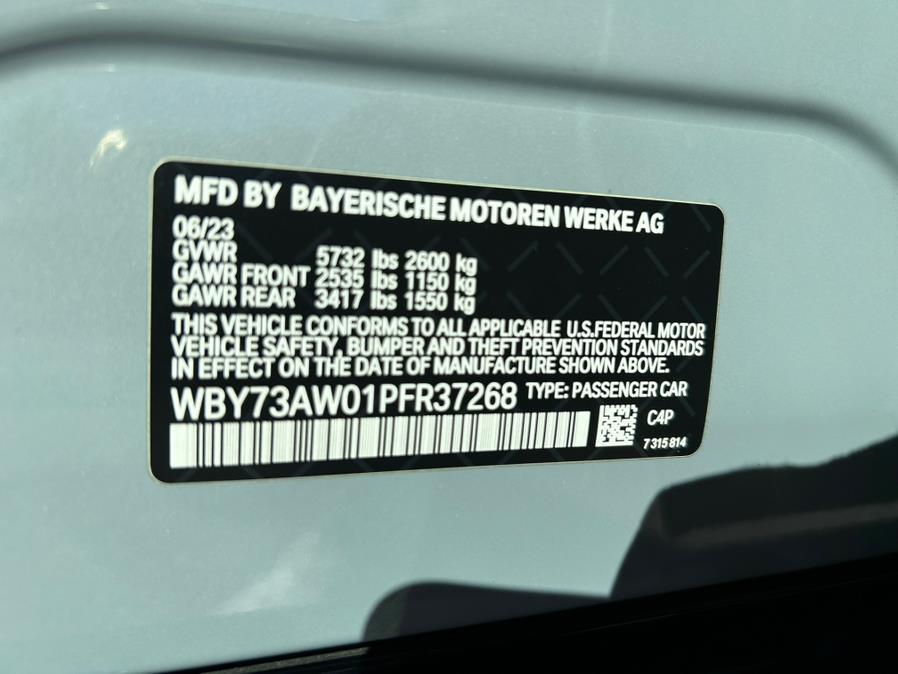 MFD BY BAYERISCHE MOTOREN WERKE AG
06/23
GVWR 5732 lbs 2600 kg
GAWR FRONT 2535 lbs 1150 kg
GAWR REAR 3417 lbs 1550 kg
THIS VEHICLE CONFORMS TO ALL APPLICABLE U.S.FEDERAL MOTOR
VEHICLE SAFETY, BUMPER AND THEFT PREVENTION STANDARDS
IN EFFECT ON THE DATE OF MANUFACTURE SHOWN ABOVE.
WBY73AW01PFR37268 TYPE: PASSENGER CAR
C4P
7 315 814